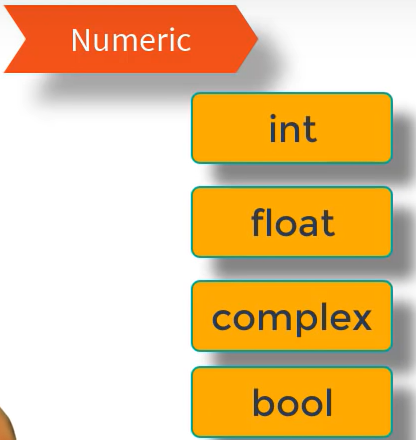 Numeric
int
float
complex
bool